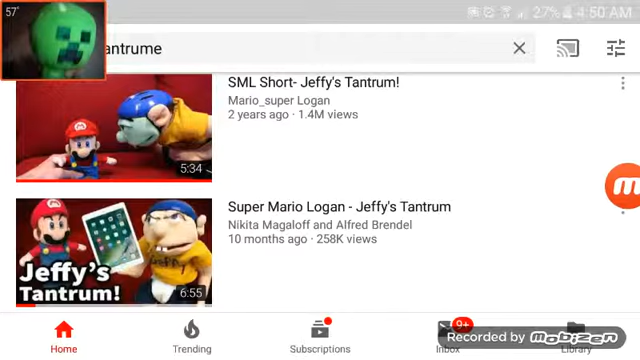 57°
27% 4:50 AM
antrume
SML Short- Jeffy's Tantrum!
Mario_super Logan
2 years ago · 1.4M views
5:34
Super Mario Logan - Jeffy's Tantrum
Nikita Magaloff and Alfred Brendel
10 months ago · 258K views
Jeffy's
Tantrum!
6:55
9+
Home
Trending
Subscriptions
Inbox
Library
Recorded by Mobizen